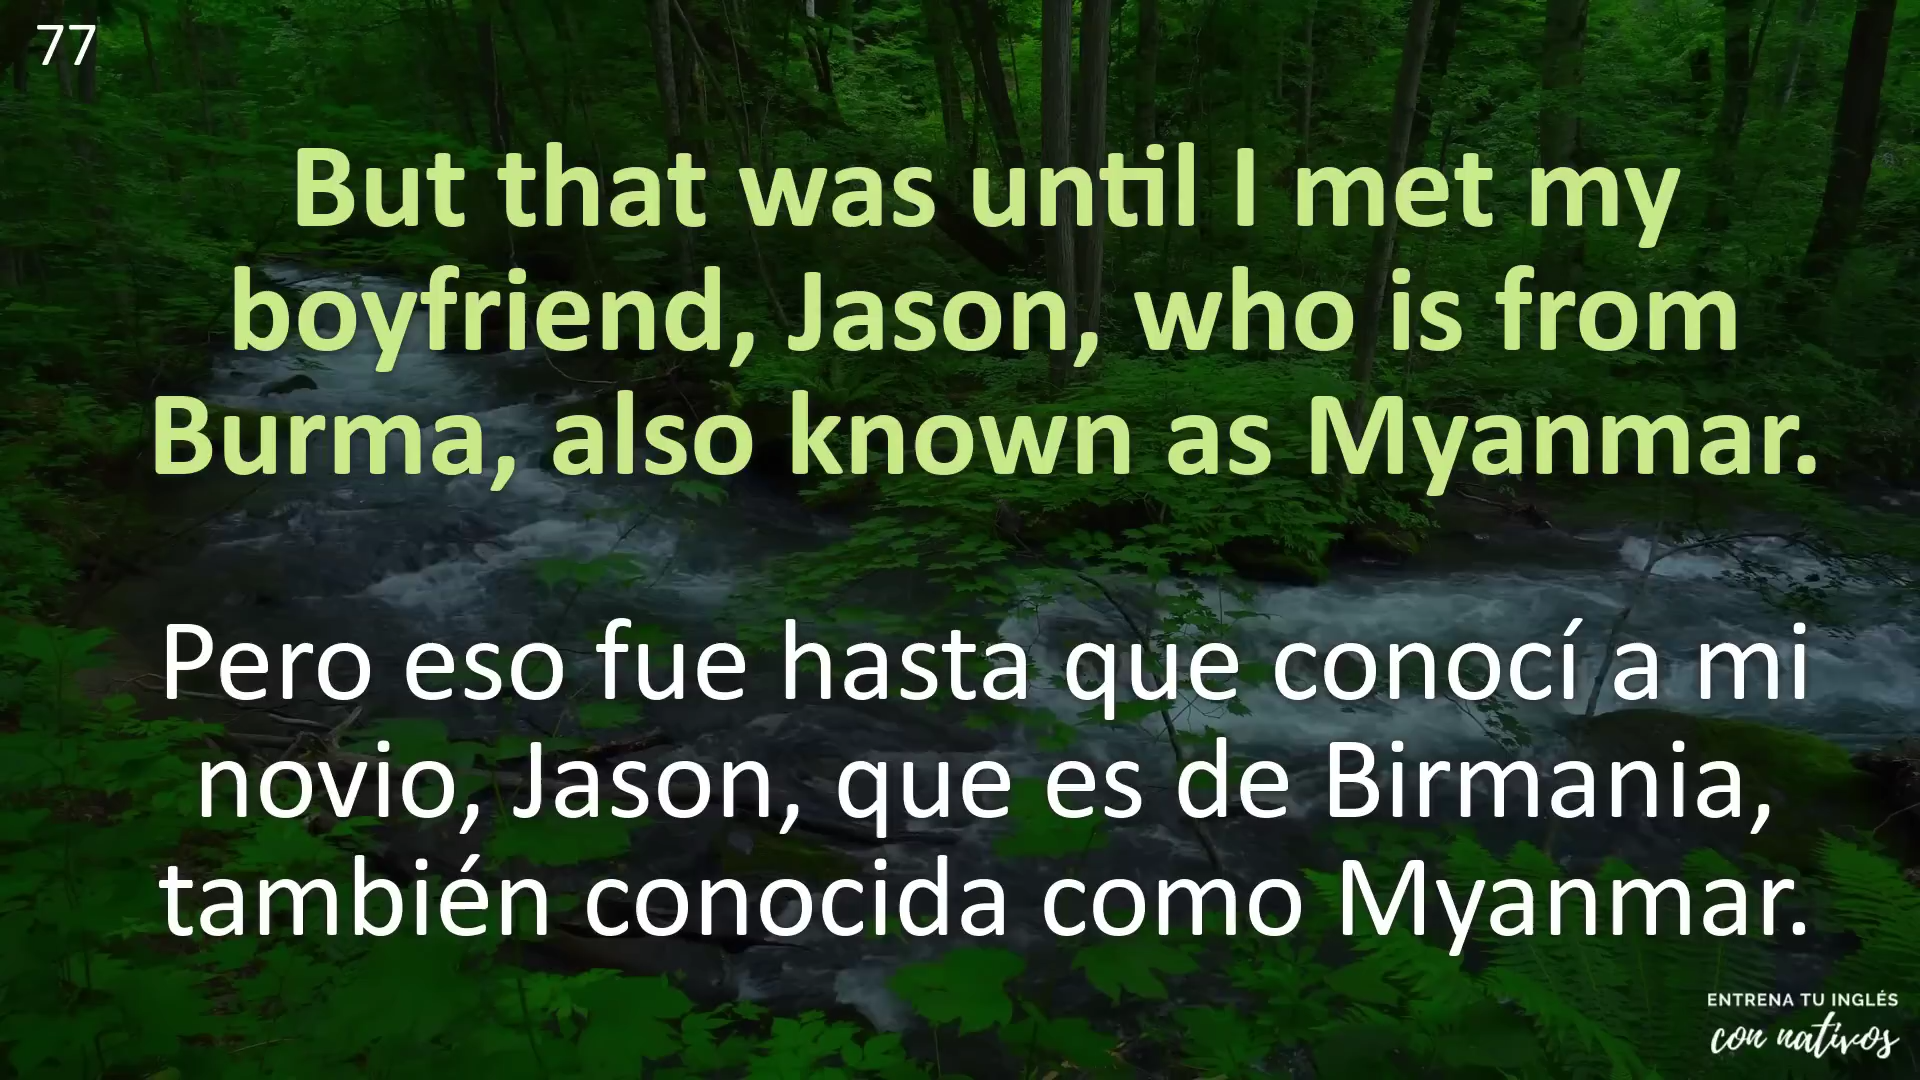 77
But that was until I met my
boyfriend, Jason, who is from
Burma, also known as Myanmar.
Pero eso fue hasta que conocí a mi
novio, Jason, que es de Birmania,
también conocida como Myanmar.
ENTRENA TU INGLÉS
con nativos